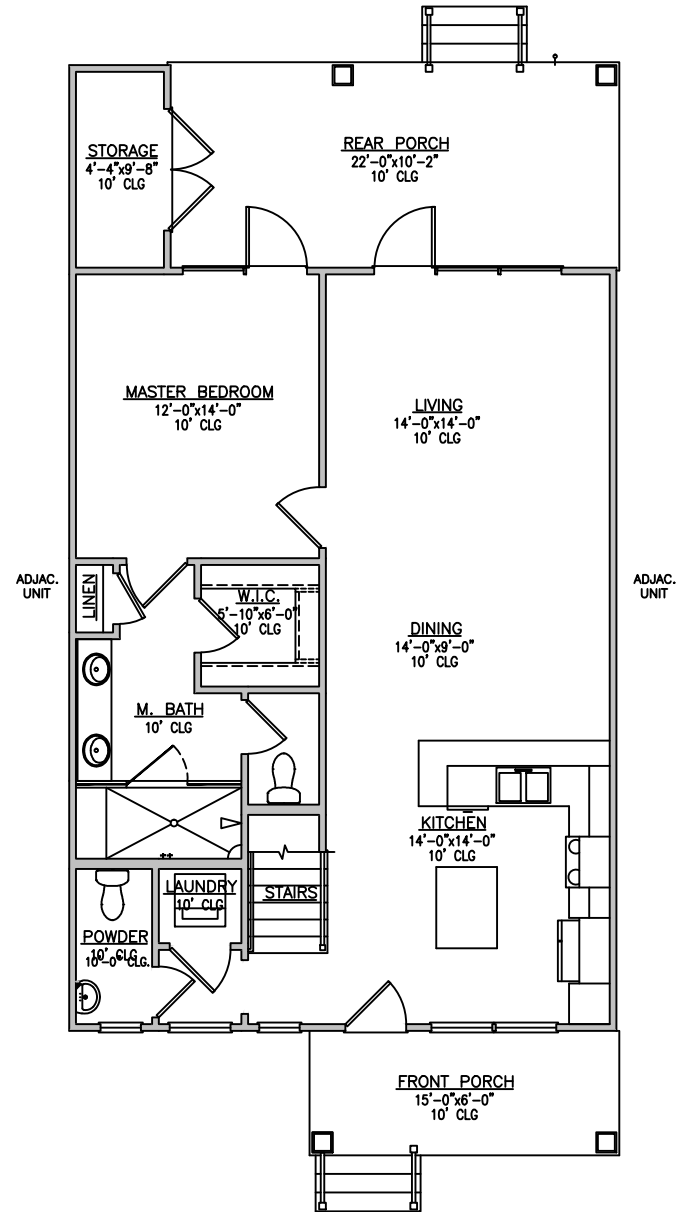 STORAGE
4'-4"x9'-8"
10' CLG
REAR PORCH
22'-0"x10'-2"
10' CLG
MASTER BEDROOM
12'-0"x14'-0"
10' CLG
LIVING
14'-0"x14'-0"
10' CLG
ADJAC.
UNIT
ADJAC.
UNIT
LINEN
W.I.C.
5'-10"x6'-0"
10' CLG
DINING
14'-0"x9'-0"
10' CLG
M. BATH
10' CLG
KITCHEN
14'-0"x14'-0"
10' CLG
LAUNDRY
10' CLG
STAIRS
POWDER
10' CLG
10'-0" CLG.
FRONT PORCH
15'-0"x6'-0"
10' CLG